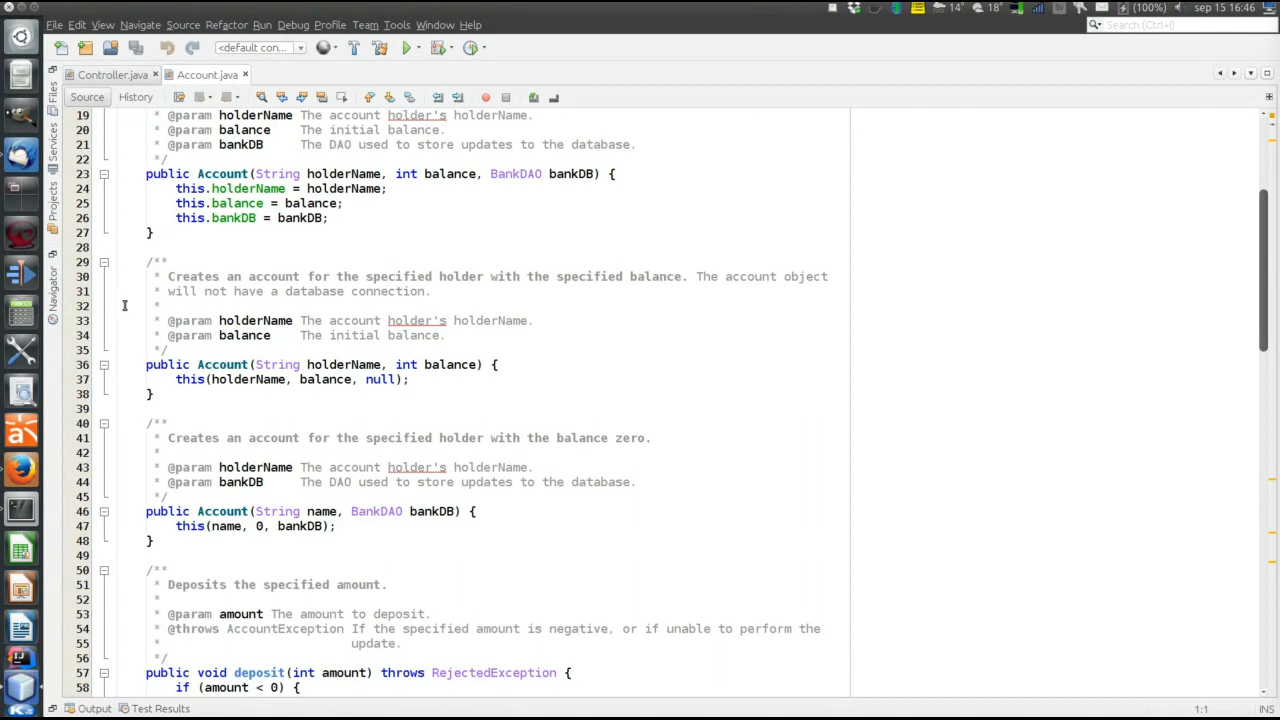 (100%) sep 15 16:46
14° 18°
File Edit View Navigate Source Refactor Run Debug Profile Team Tools Window Help
Search (Ctrl+I)
<default con...
Controller.java × Account.java ×
Source History
Files
Services
Projects
Navigator
19 * @param holderName The account holder's holderName.
20 * @param balance The initial balance.
21 * @param bankDB The DAO used to store updates to the database.
22 */
23 public Account(String holderName, int balance, BankDAO bankDB) {
24 this.holderName = holderName;
25 this.balance = balance;
26 this.bankDB = bankDB;
27 }
28
29 /**
30 * Creates an account for the specified holder with the specified balance. The account object
31 * will not have a database connection.
32 *
33 * @param holderName The account holder's holderName.
34 * @param balance The initial balance.
35 */
36 public Account(String holderName, int balance) {
37 this(holderName, balance, null);
38 }
39
40 /**
41 * Creates an account for the specified holder with the balance zero.
42 *
43 * @param holderName The account holder's holderName.
44 * @param bankDB The DAO used to store updates to the database.
45 */
46 public Account(String name, BankDAO bankDB) {
47 this(name, 0, bankDB);
48 }
49
50 /**
51 * Deposits the specified amount.
52 *
53 * @param amount The amount to deposit.
54 * @throws AccountException If the specified amount is negative, or if unable to perform the
55 * update.
56 */
57 public void deposit(int amount) throws RejectedException {
58 if (amount < 0) {
Output Test Results
1:1 INS